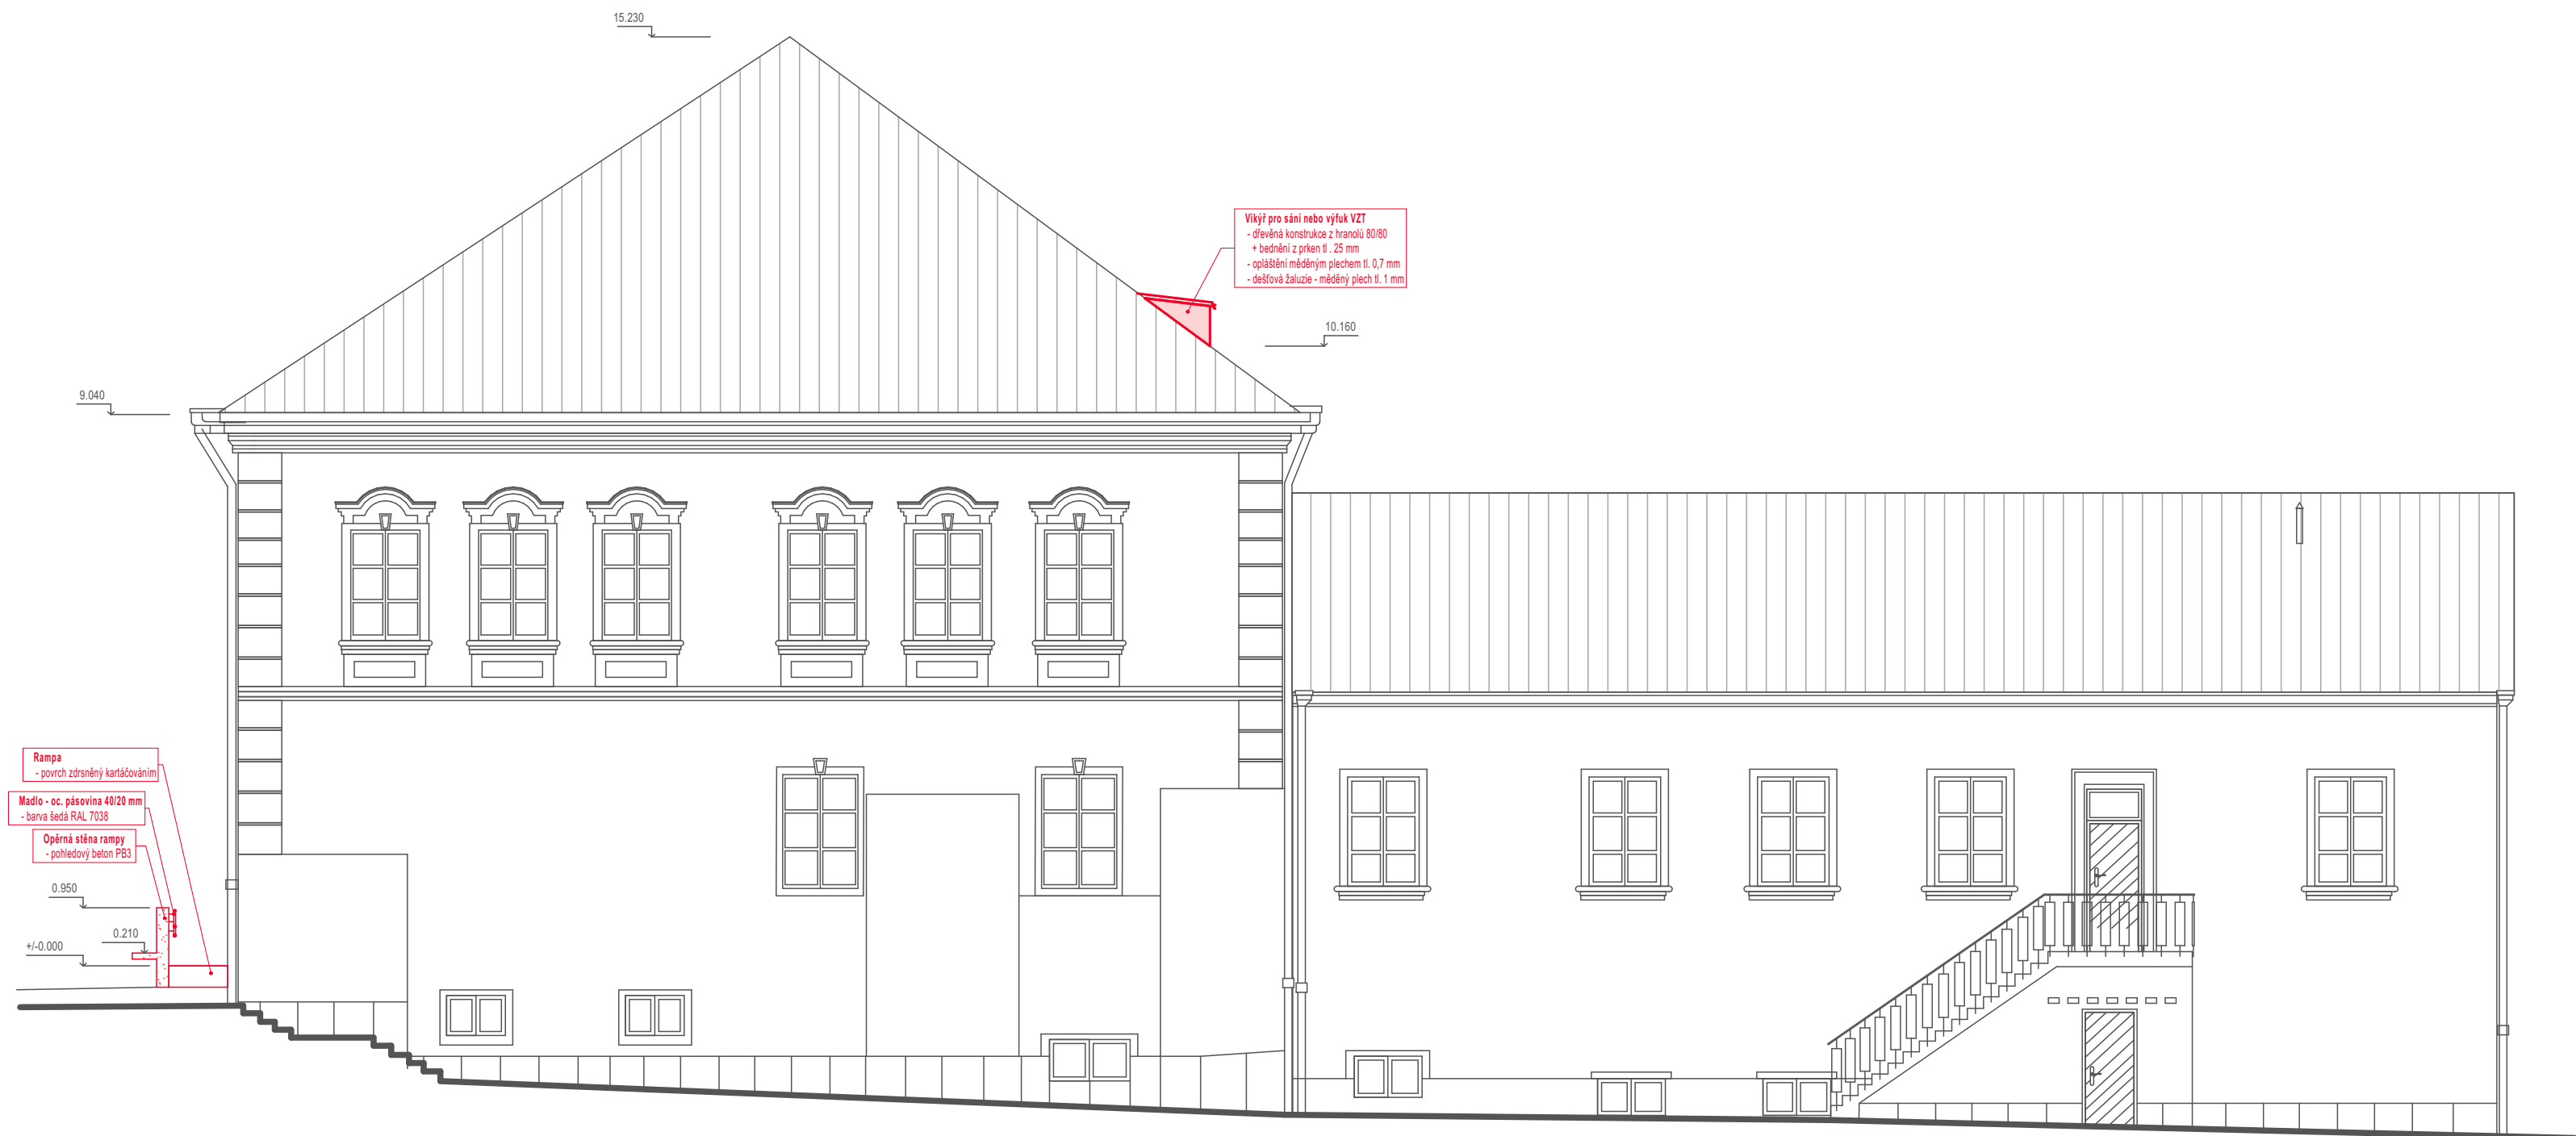 15.230
Vikýř pro sání nebo výfuk VZT
- dřevěná konstrukce z hranolů 80/80
+ bednění z prken tl . 25 mm
- opláštění měděným plechem tl. 0,7 mm
- dešťová žaluzie - měděný plech tl. 1 mm
10.160
9.040
Rampa
- povrch zdrsněný kartáčováním
Madlo - oc. pásovina 40/20 mm
- barva šedá RAL 7038
Opěrná stěna rampy
- pohledový beton PB3
0.950
0.210
+/-0.000